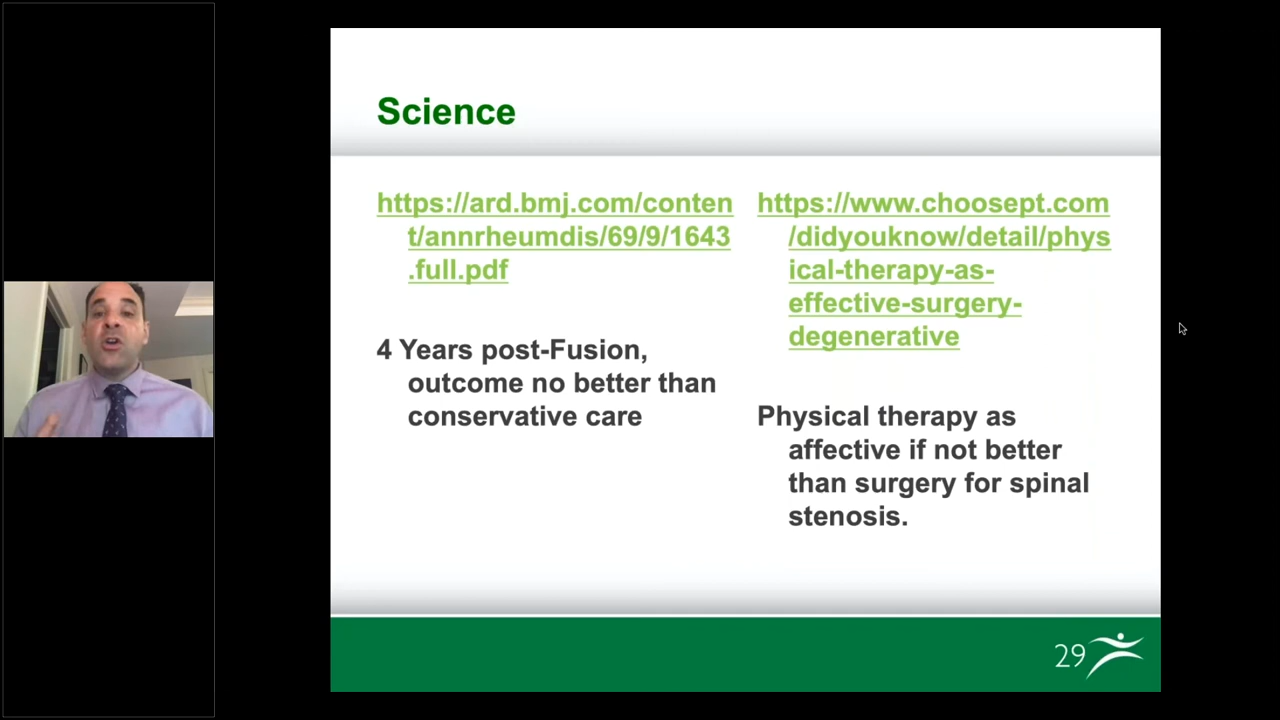 Science
https://ard.bmj.com/conten
t/annrheumdis/69/9/1643
.full.pdf
4 Years post-Fusion,
outcome no better than
conservative care
https://www.choosept.com
/didyouknow/detail/phys
ical-therapy-as-
effective-surgery-
degenerative
Physical therapy as
affective if not better
than surgery for spinal
stenosis.
29